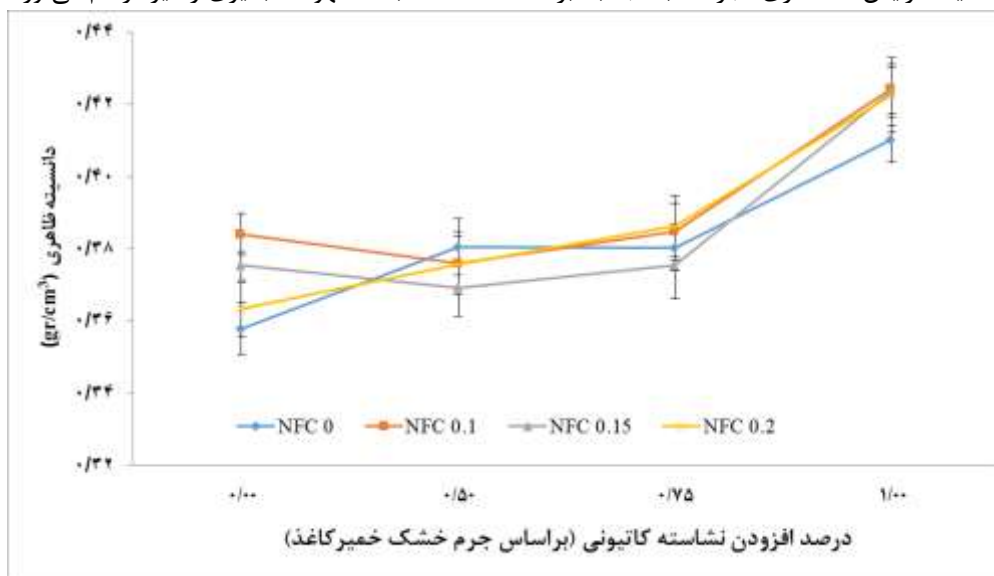 ۰/۴۴
۰/۴۲
۰/۴۰
۰/۳۸
۰/۳۶
۰/۳۴
۰/۳۲
دانسیته ظاهری (gr/cm³)
NFC 0 NFC 0.1 NFC 0.15 NFC 0.2
۰/۰۰ ۰/۵۰ ۰/۷۵ ۱/۰۰
درصد افزودن نشاسته کاتیونی (براساس جرم خشک خمیرکاغذ)